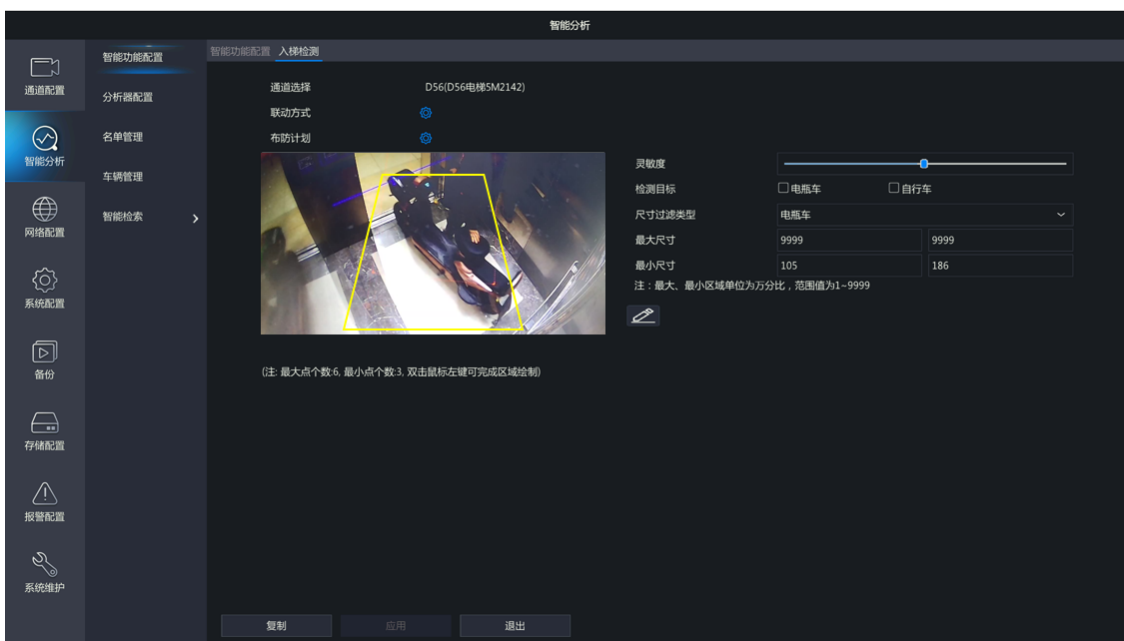 智能分析
通道配置
智能分析
网络配置
系统配置
备份
存储配置
报警配置
系统维护
智能功能配置
分析器配置
名单管理
车辆管理
智能检索
智能功能配置 入梯检测
通道选择 D56(D56电梯SM2142)
联动方式
布防计划
灵敏度
检测目标 电瓶车 自行车
尺寸过滤类型 电瓶车
最大尺寸 9999 9999
最小尺寸 105 186
注：最大、最小区域单位为万分比，范围值为1~9999
(注: 最大点个数:6, 最小点个数:3, 双击鼠标左键可完成区域绘制)
复制 应用 退出